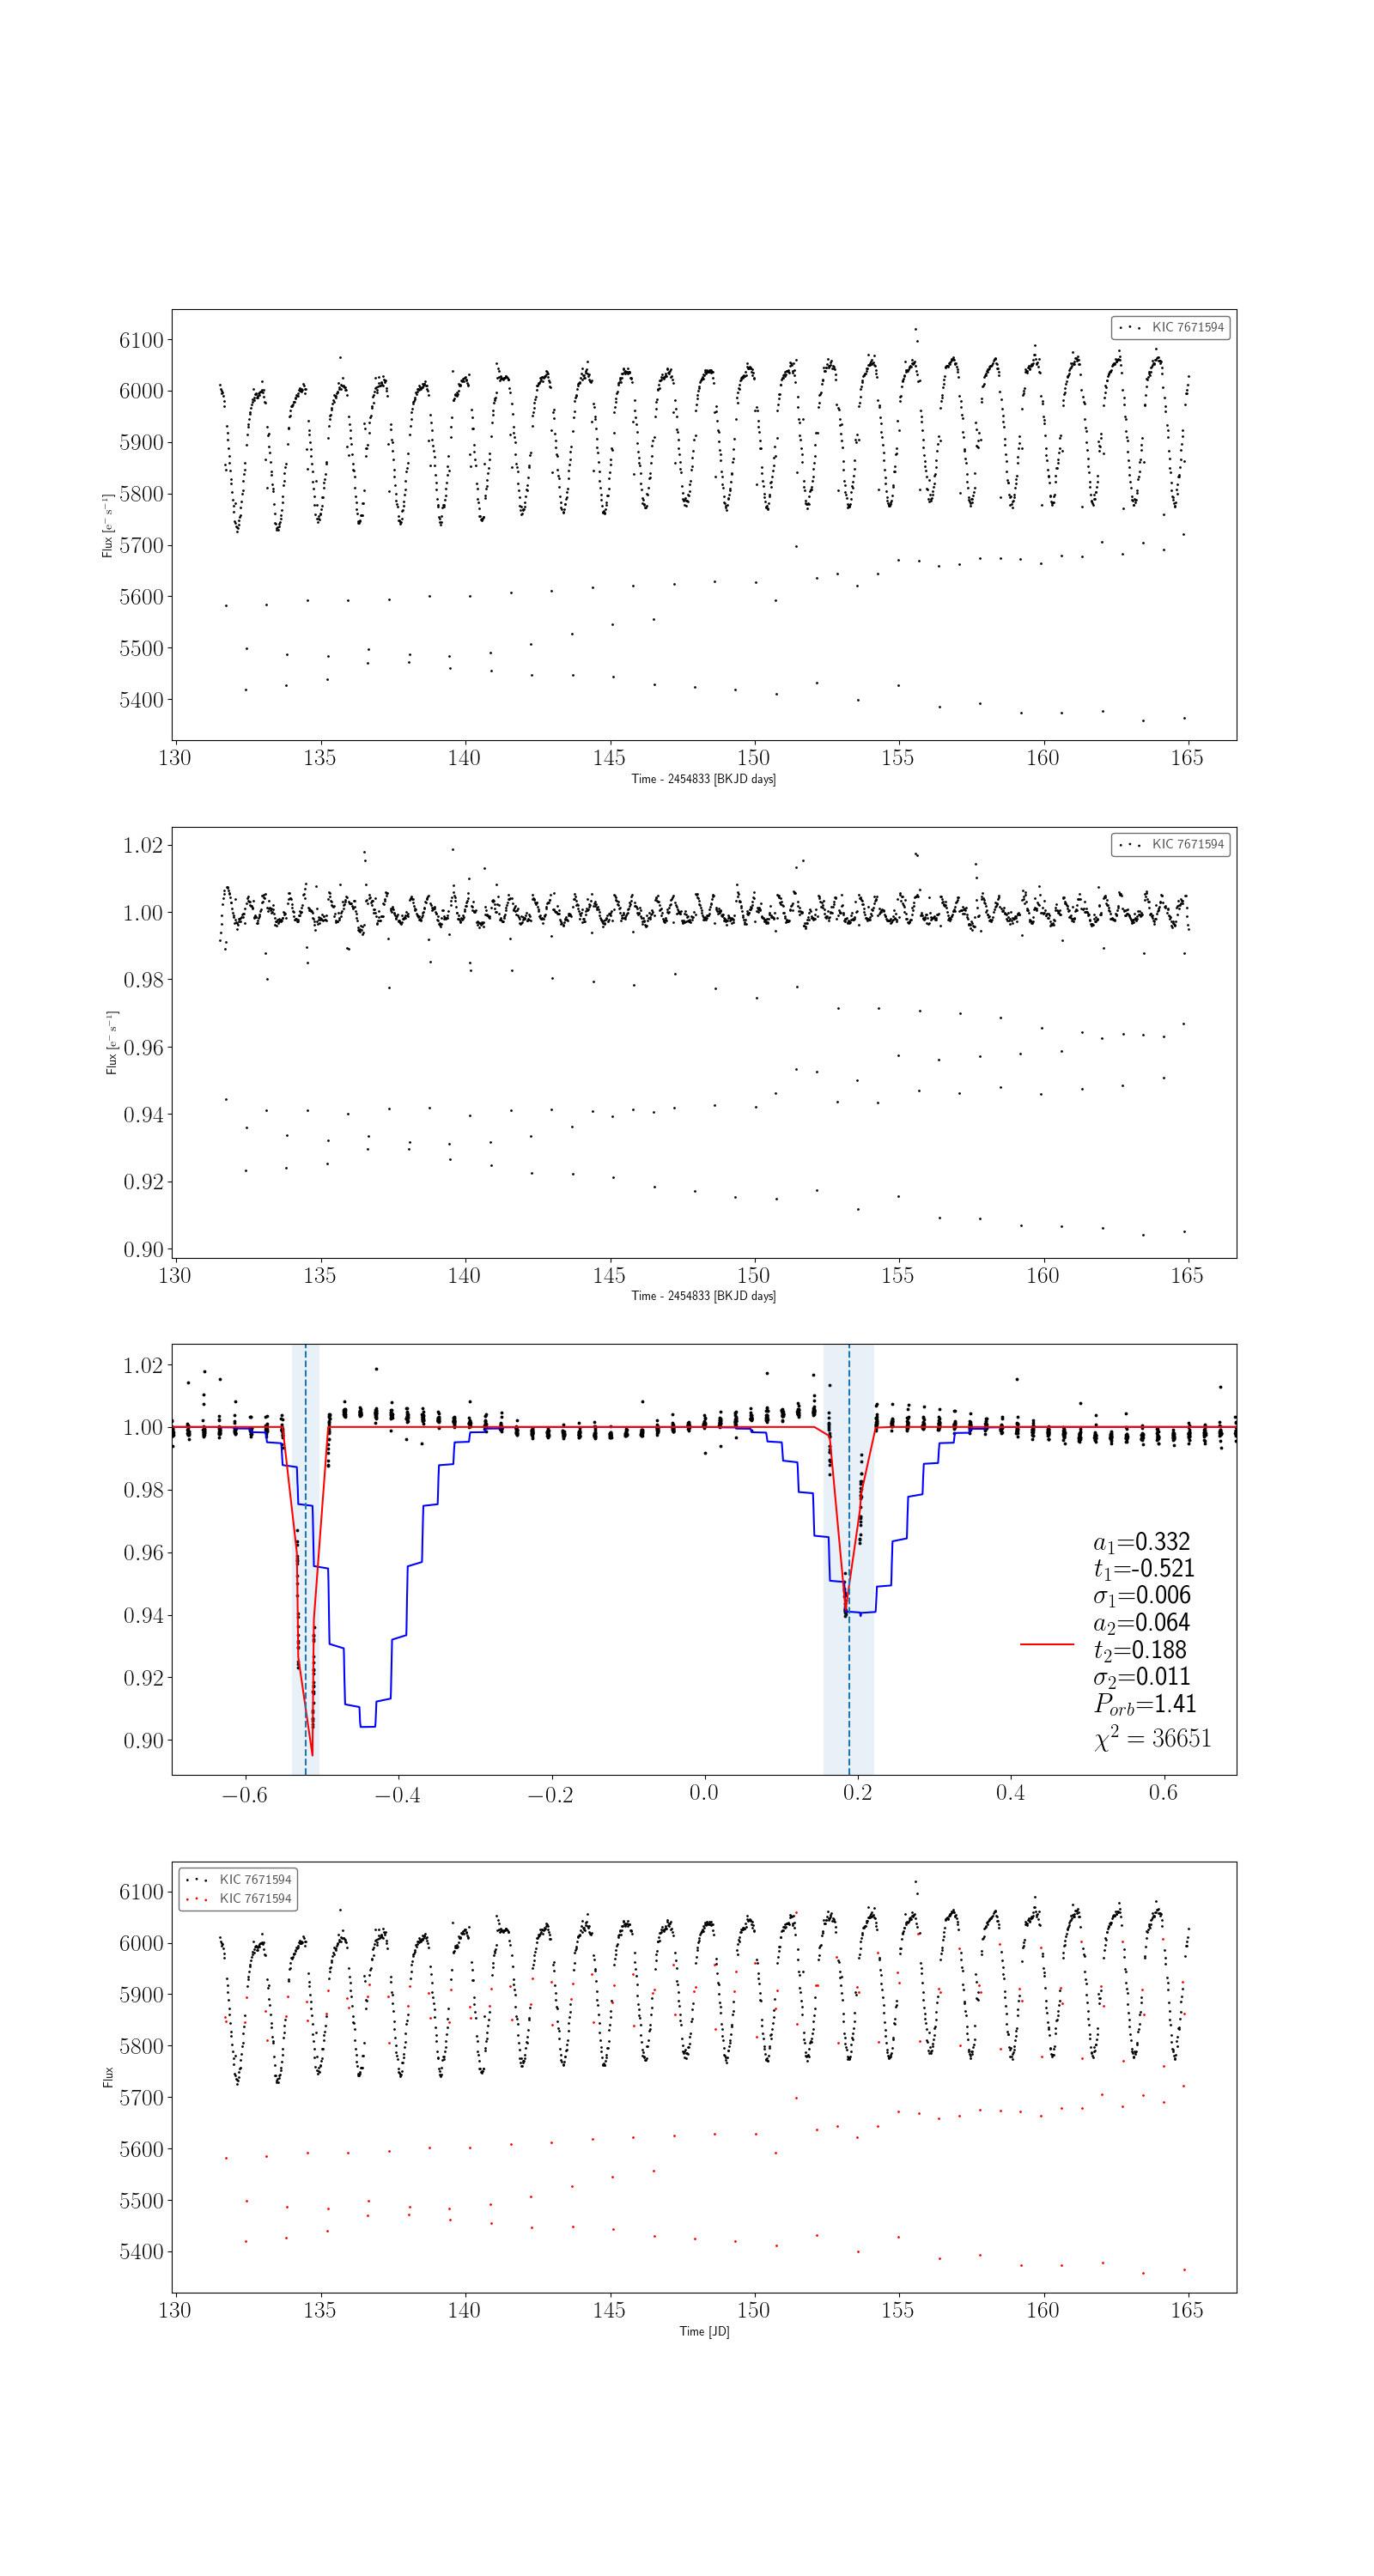 KIC 7671594
6100
6000
5900
5800
5700
5600
5500
5400
Flux [e⁻ s⁻¹]
130 135 140 145 150 155 160 165
Time - 2454833 [BKJD days]
KIC 7671594
1.02
1.00
0.98
0.96
0.94
0.92
0.90
Flux [e⁻ s⁻¹]
130 135 140 145 150 155 160 165
Time - 2454833 [BKJD days]
1.02
1.00
0.98
0.96
0.94
0.92
0.90
a₁=0.332
t₁=-0.521
σ₁=0.006
a₂=0.064
t₂=0.188
σ₂=0.011
P_orb=1.41
χ² = 36651
−0.6 −0.4 −0.2 0.0 0.2 0.4 0.6
KIC 7671594
KIC 7671594
6100
6000
5900
5800
5700
5600
5500
5400
Flux
130 135 140 145 150 155 160 165
Time [JD]